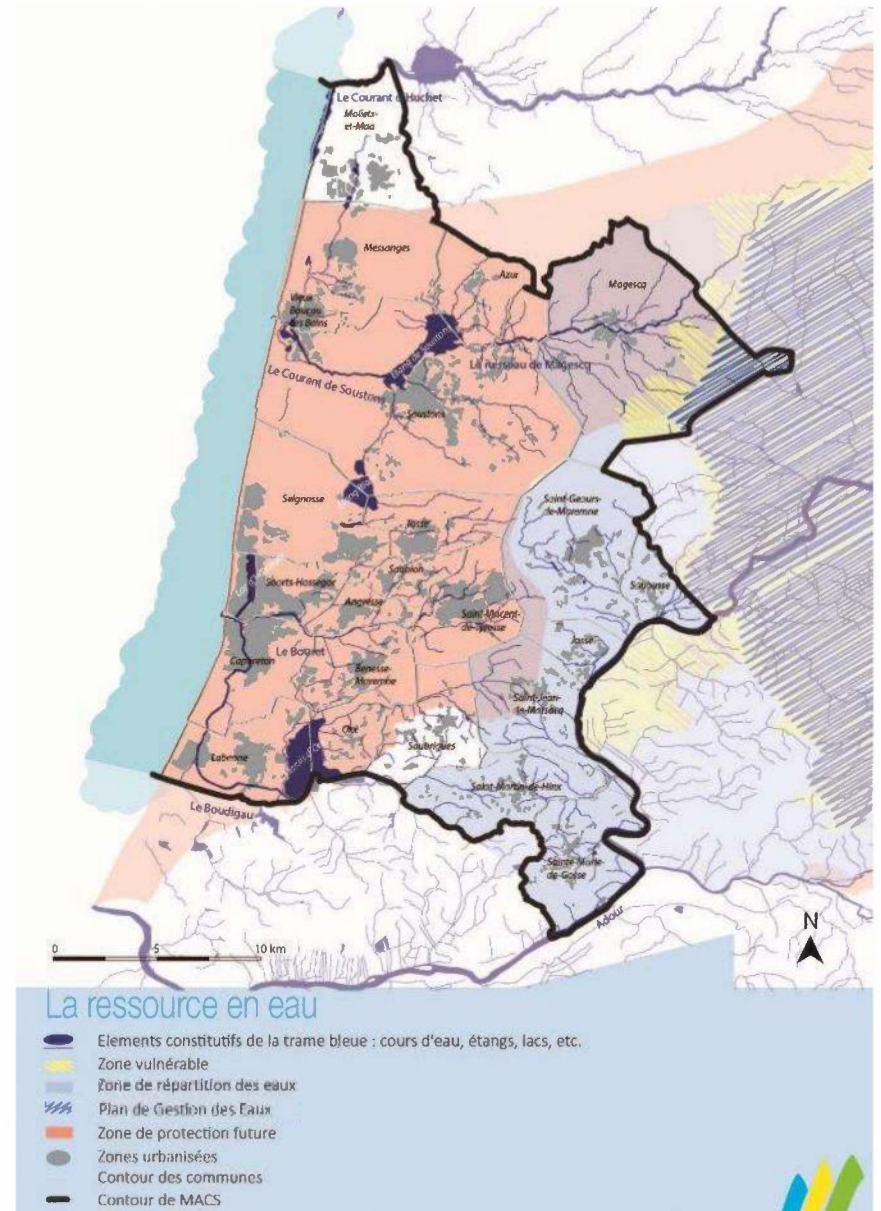 Le Courant d'Huchet
Moliets-
et-Maa
Messanges
Azur
Magescq
Vieux
Boucau
les Bains
Etang de Soustons
Le ruisseau de Magescq
Le Courant de Soustons
Soustons
Seignosse
Saint-Geours-
de-Maremne
Tosse
Saubion
Saubusse
Soorts-Hossegor
Angresse
Saint-Vincent-
de-Tyrosse
Josse
Capbreton
Le Bouret
Benesse-
Maremne
Saint-Jean-
de-Marsacq
Orx
Saubrigues
Labenne
Saint-Martin-de-Hinx
Le Boudigau
Sainte-Marie-
de-Gosse
Adour
N
0 5 10 km
La ressource en eau
Elements constitutifs de la trame bleue : cours d'eau, étangs, lacs, etc.
Zone vulnérable
Zone de répartition des eaux
Plan de Gestion des Eaux
Zone de protection future
Zones urbanisées
Contour des communes
Contour de MACS